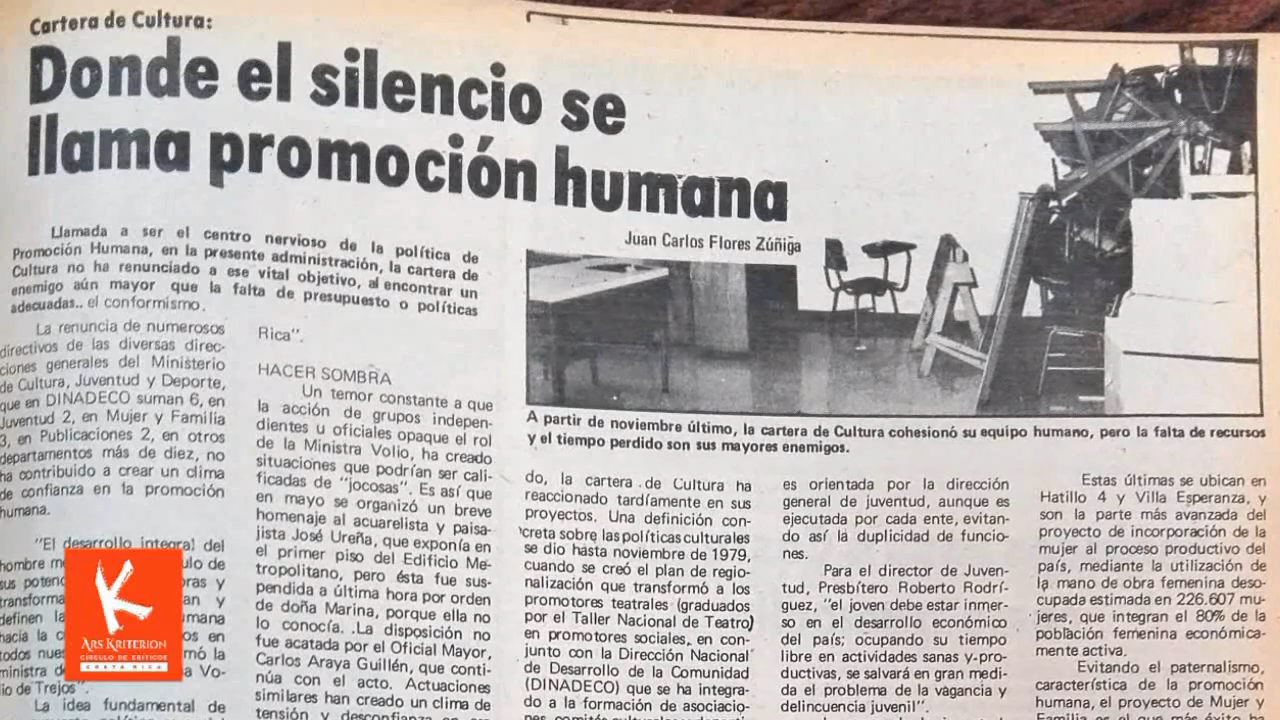 Cartera de Cultura:
Donde el silencio se
llama promoción humana
Juan Carlos Flores Zúñiga
Llamada a ser el centro nervioso de la política de
Promoción Humana, en la presente administración, la cartera de
Cultura no ha renunciado a ese vital objetivo, al encontrar un
enemigo aún mayor que la falta de presupuesto o políticas
adecuadas.. el conformismo.
La renuncia de numerosos
directivos de las diversas direc-
ciones generales del Ministerio
de Cultura, Juventud y Deporte,
que en DINADECO suman 6, en
Juventud 2, en Mujer y Familia
3, en Publicaciones 2, en otros
departamentos más de diez, no
ha contribuido a crear un clima
de confianza en la promoción
humana.
"El desarrollo integral del
hombre
sus
transforma
definen la
hacia la
todos
ministra d
lio de Trejos".
La idea fundamental de
Rica".
HACER SOMBRA
Un temor constante a que
la acción de grupos indepen-
dientes u oficiales opaque el rol
de la Ministra Volio, ha creado
situaciones que podrían ser cali-
ficadas de "jocosas". Es así que
en mayo se organizó un breve
homenaje al acuarelista y paisa-
jista José Ureña, que exponía en
el primer piso del Edificio Me-
tropolitano, pero ésta fue sus-
pendida a última hora por orden
de doña Marina, porque ella no
lo conocía. .La disposición no
fue acatada por el Oficial Mayor,
Carlos Araya Guillén, que conti-
núa con el acto. Actuaciones
similares han creado un clima de
tensión y
A partir de noviembre último, la cartera de Cultura cohesionó su equipo humano, pero la falta de recursos
y el tiempo perdido son sus mayores enemigos.
do, la cartera de Cultura ha
reaccionado tardíamente en sus
proyectos. Una definición con-
creta sobre las políticas culturales
se dio hasta noviembre de 1979,
cuando se creó el plan de regio-
nalización que transformó a los
promotores teatrales (graduados
por el Taller Nacional de Teatro)
en promotores sociales, en con-
junto con la Dirección Nacional
de Desarrollo de la Comunidad
(DINADECO) que se ha integra-
do a la formación de asociacio-
es orientada por la dirección
general de juventud, aunque es
ejecutada por cada ente, evitan-
do así la duplicidad de funcio-
nes.
Para el director de Juven-
tud, Presbítero Roberto Rodrí-
guez, "el joven debe estar inmer-
so en el desarrollo económico
del país; ocupando su tiempo
libre en actividades sanas y-pro-
ductivas, se salvará en gran medi-
da el problema de la vagancia y
delincuencia juvenil".
Estas últimas se ubican en
Hatillo 4 y Villa Esperanza, y
son la parte más avanzada del
proyecto de incorporación de la
mujer al proceso productivo del
país, mediante la utilización de
la mano de obra femenina deso-
cupada estimada en 226.607 mu-
jeres, que integran el 80% de la
población femenina económica-
mente activa.
Evitando el paternalismo,
característica de la promoción
humana, el proyecto de Mujer y
ARS KRITERION
CÍRCULO DE CRÍTICOS
COSTA RICA